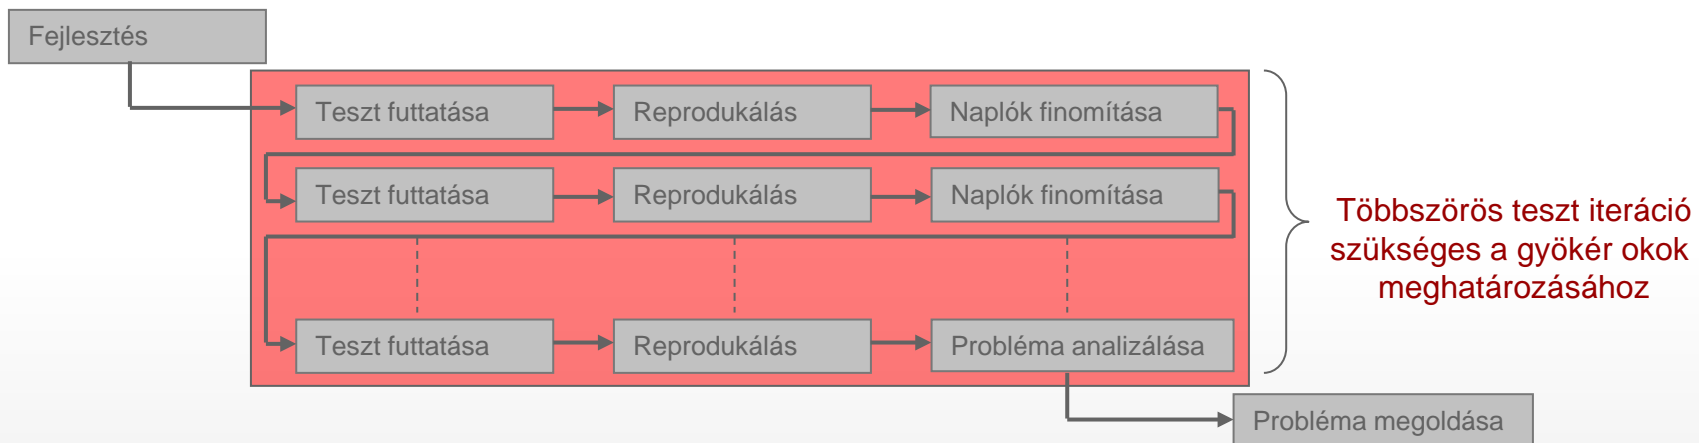 Fejlesztés
Teszt futtatása
Reprodukálás
Naplók finomítása
Teszt futtatása
Reprodukálás
Naplók finomítása
Többszörös teszt iteráció
szükséges a gyökér okok
meghatározásához
Teszt futtatása
Reprodukálás
Probléma analizálása
Probléma megoldása